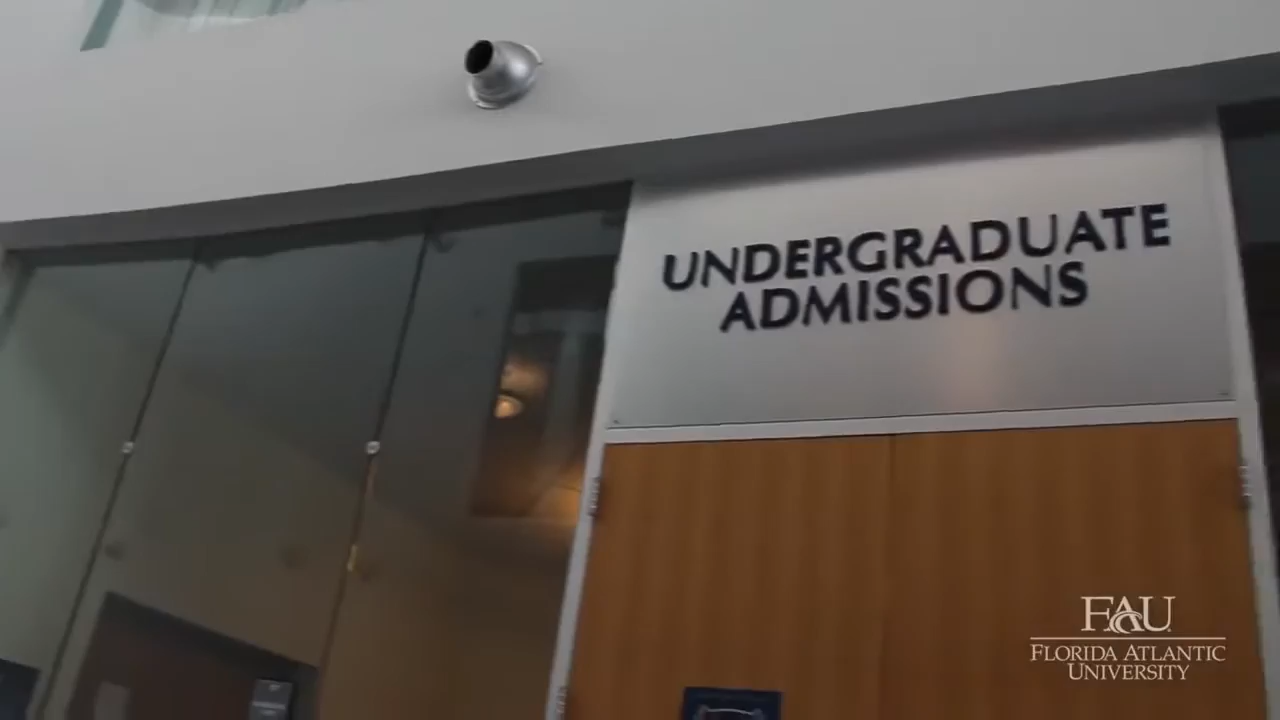 UNDERGRADUATE
ADMISSIONS
FAU
FLORIDA ATLANTIC
UNIVERSITY